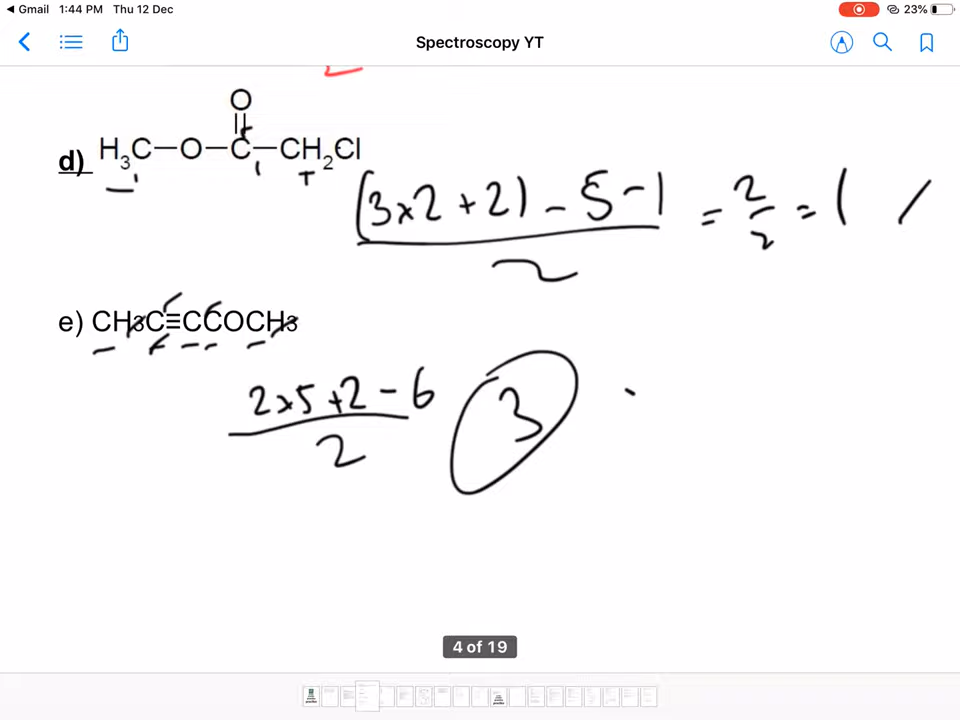 Gmail 1:44 PM Thu 12 Dec 23%
Spectroscopy YT
d) H₃C—O—C—CH₂Cl
O
(3×2+2) - 5 - 1 = 2 = 1
2 2
e) CH3C≡CCOCH3
2×5+2-6 3
2
4 of 19